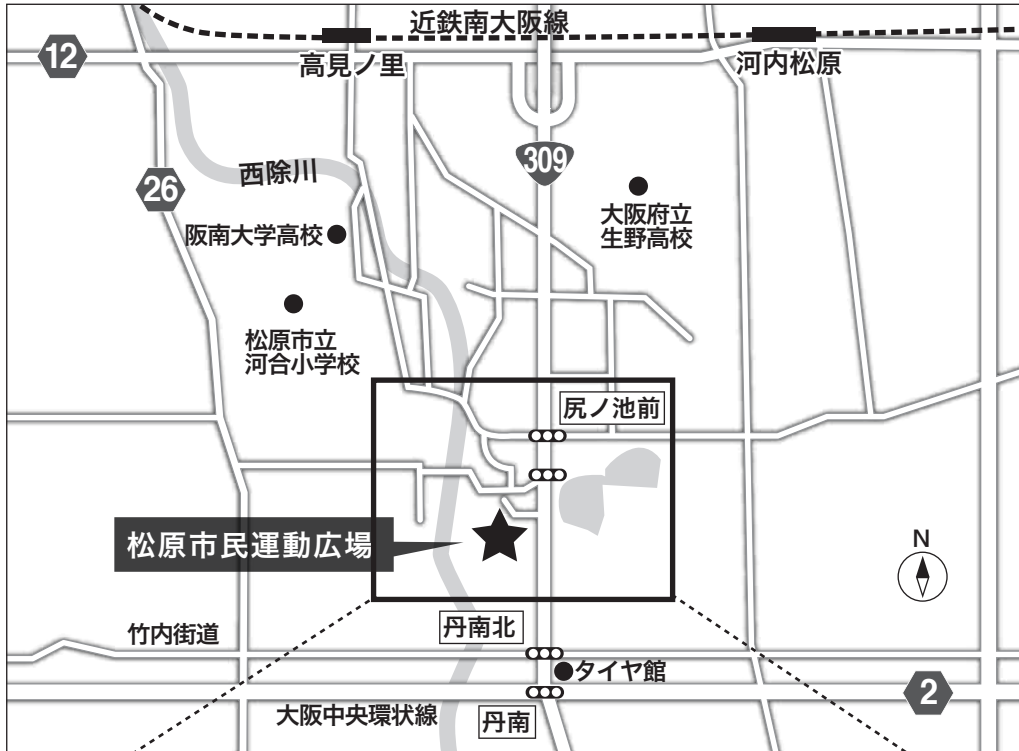 近鉄南大阪線
12
高見ノ里
河内松原
309
西除川
26
大阪府立
生野高校
阪南大学高校
松原市立
河合小学校
尻ノ池前
松原市民運動広場
N
丹南北
竹内街道
タイヤ館
2
大阪中央環状線
丹南